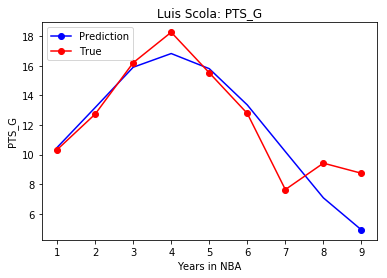 Luis Scola: PTS_G
Prediction
True
PTS_G
18
16
14
12
10
8
6
1 2 3 4 5 6 7 8 9
Years in NBA